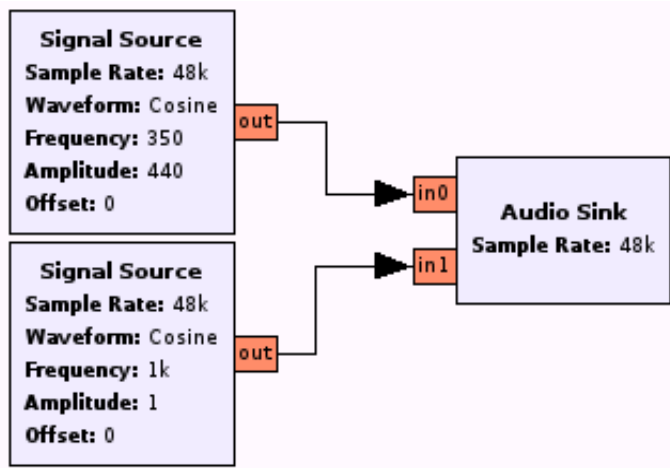 Signal Source
Sample Rate: 48k
Waveform: Cosine
Frequency: 350
Amplitude: 440
Offset: 0
out
in0
Audio Sink
Sample Rate: 48k
in1
Signal Source
Sample Rate: 48k
Waveform: Cosine
Frequency: 1k
Amplitude: 1
Offset: 0
out